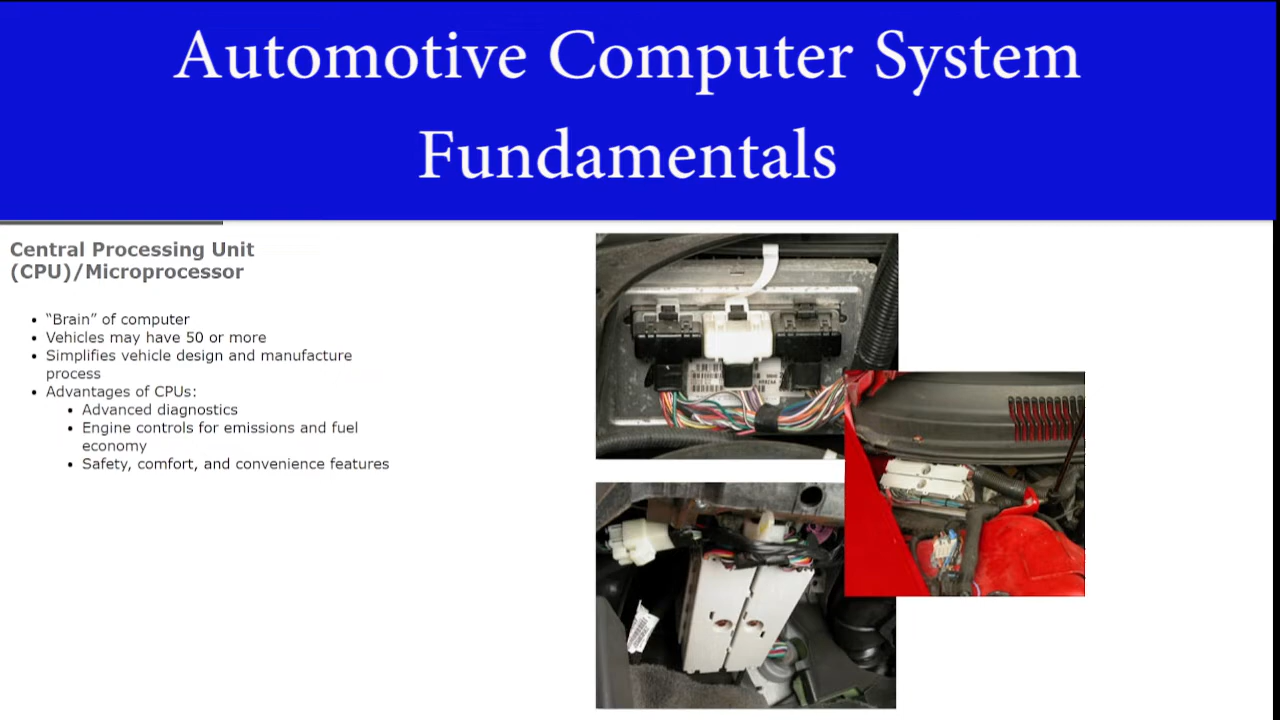 Automotive Computer System
Fundamentals
Central Processing Unit
(CPU)/Microprocessor
• “Brain” of computer
• Vehicles may have 50 or more
• Simplifies vehicle design and manufacture
process
• Advantages of CPUs:
• Advanced diagnostics
• Engine controls for emissions and fuel
economy
• Safety, comfort, and convenience features